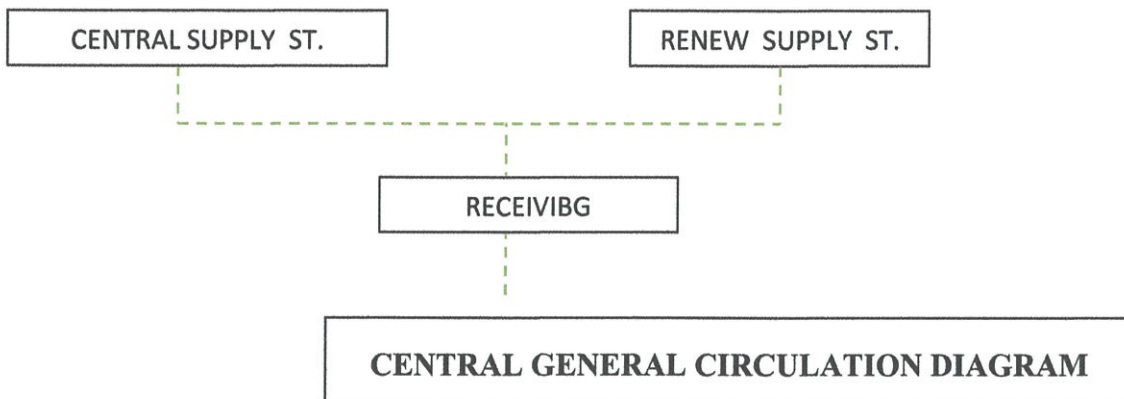 CENTRAL SUPPLY ST.
RENEW SUPPLY ST.
RECEIVIBG
CENTRAL GENERAL CIRCULATION DIAGRAM